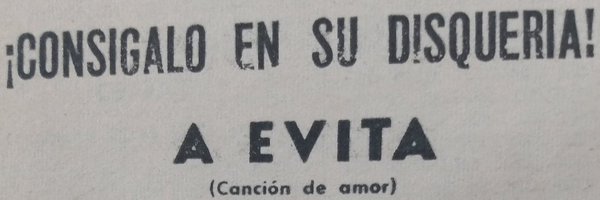 ¡CONSIGALO EN SU DISQUERIA!
A EVITA
(Canción de amor)